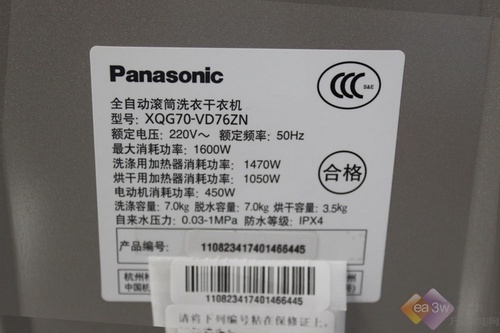 Panasonic
CCC
S&E
全自动滚筒洗衣干衣机
型号: XQG70-VD76ZN
额定电压: 220V～ 额定频率: 50Hz
最大消耗功率: 1600W
洗涤用加热器消耗功率: 1470W
烘干用加热器消耗功率: 1050W
电动机消耗功率: 450W
洗涤容量: 7.0kg 脱水容量: 7.0kg 烘干容量: 3.5kg
自来水压力: 0.03-1MPa 防水等级: IPX4
合格
产品编号: 110823417401466445
杭州
中国
110823417401466445
请将下列编号粘在保修证上。
ea3w